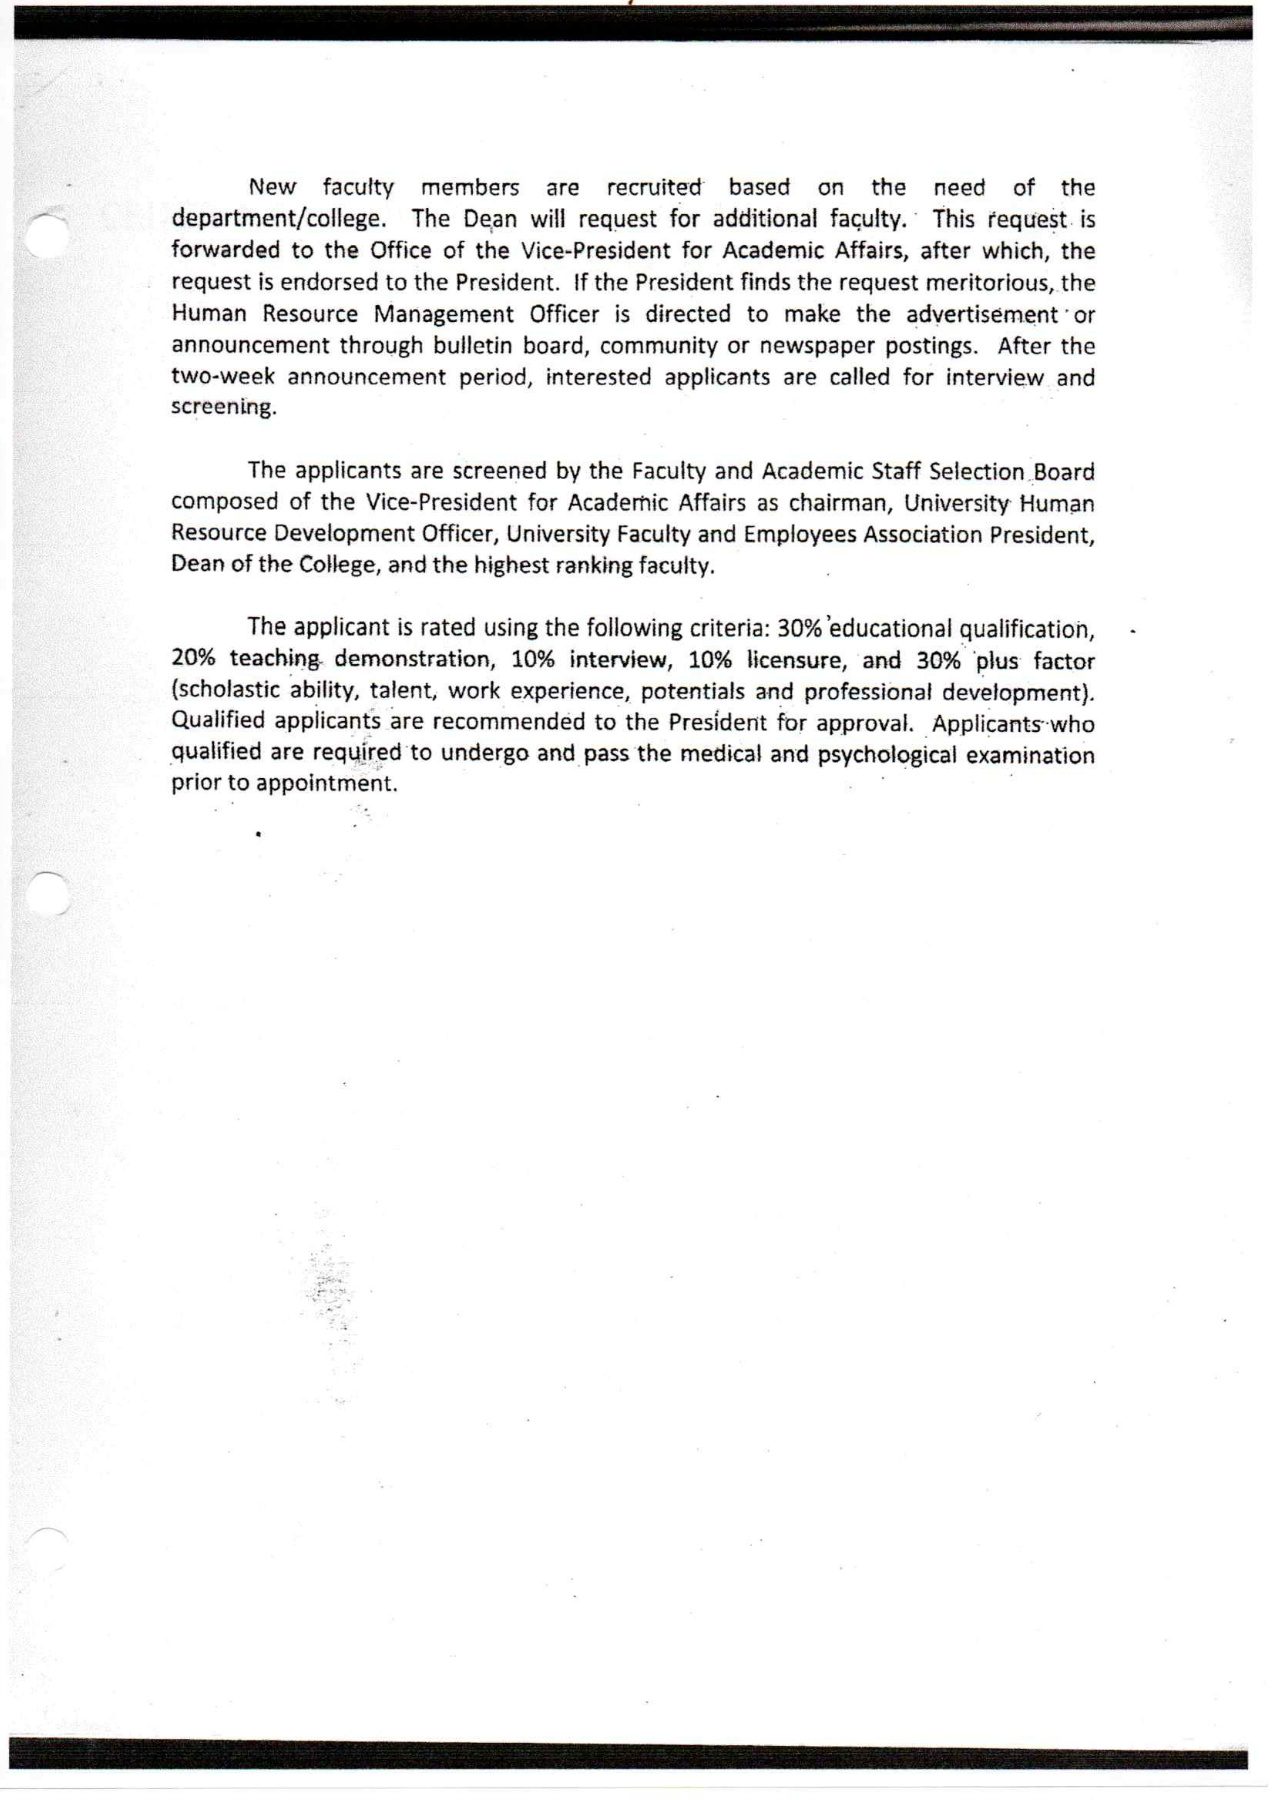 New faculty members are recruited based on the need of the
department/college. The Dean will request for additional faculty. This request is
forwarded to the Office of the Vice-President for Academic Affairs, after which, the
request is endorsed to the President. If the President finds the request meritorious, the
Human Resource Management Officer is directed to make the advertisement or
announcement through bulletin board, community or newspaper postings. After the
two-week announcement period, interested applicants are called for interview and
screening.
The applicants are screened by the Faculty and Academic Staff Selection Board
composed of the Vice-President for Academic Affairs as chairman, University Human
Resource Development Officer, University Faculty and Employees Association President,
Dean of the College, and the highest ranking faculty.
The applicant is rated using the following criteria: 30% educational qualification,
20% teaching demonstration, 10% interview, 10% licensure, and 30% plus factor
(scholastic ability, talent, work experience, potentials and professional development).
Qualified applicants are recommended to the President for approval. Applicants who
qualified are required to undergo and pass the medical and psychological examination
prior to appointment.